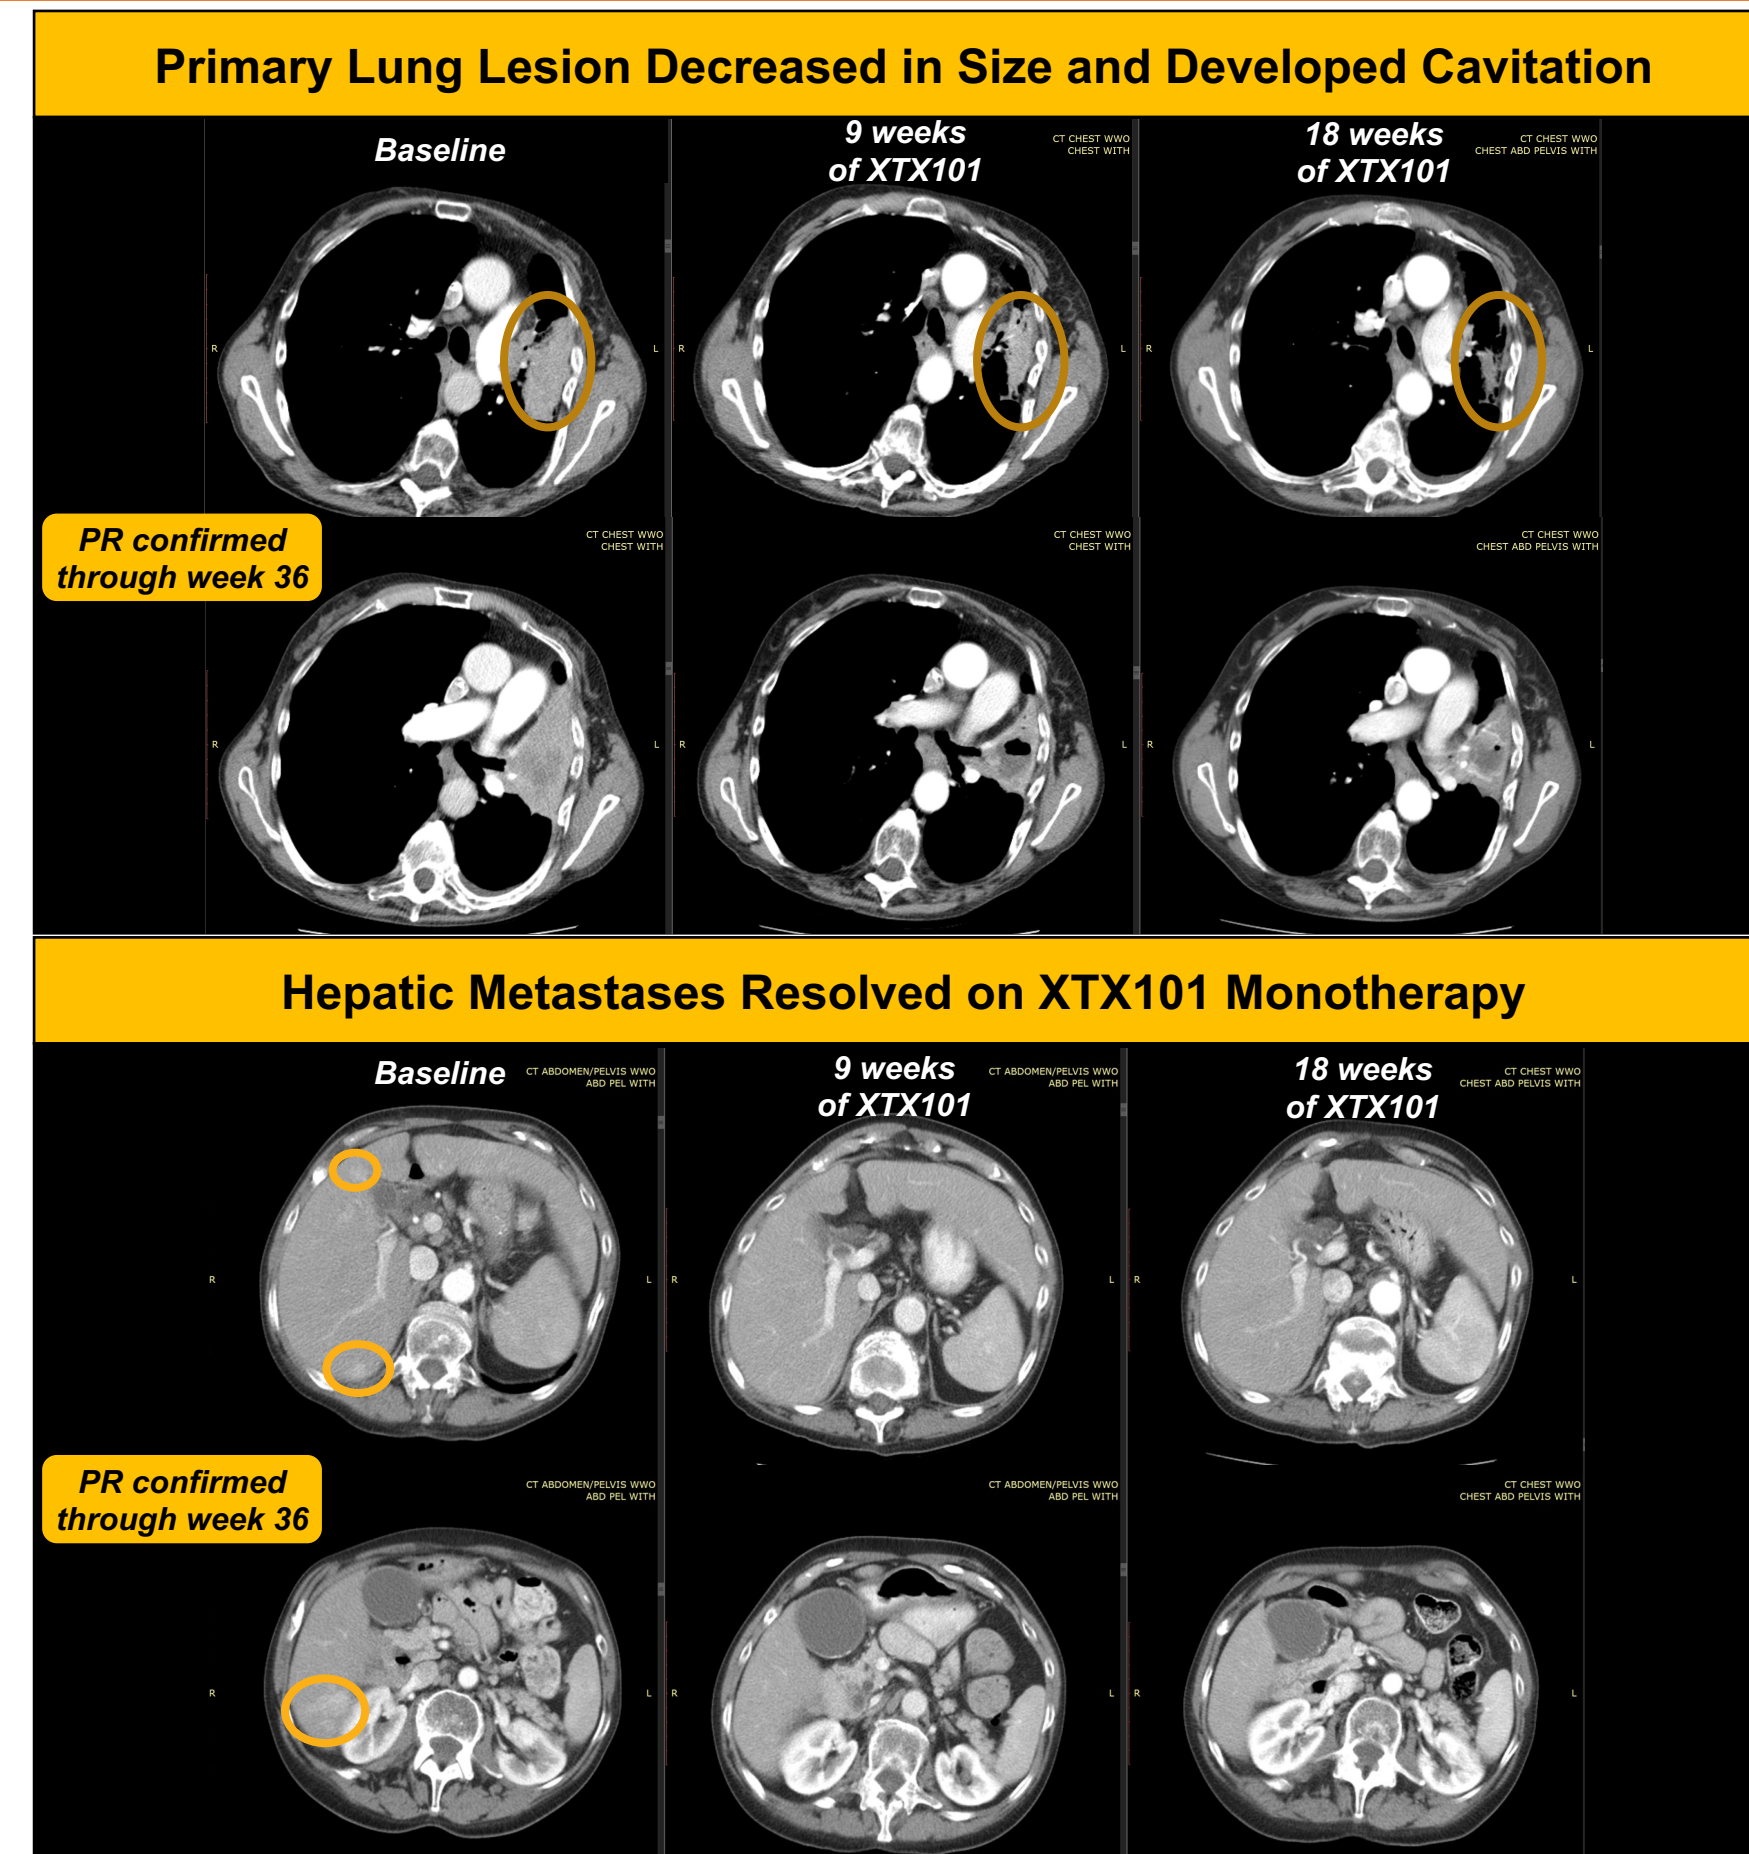 Primary Lung Lesion Decreased in Size and Developed Cavitation
Baseline
9 weeks
of XTX101
CT CHEST WWO
CHEST WITH
18 weeks
of XTX101
CT CHEST WWO
CHEST ABD PELVIS WITH
R
L
R
L
R
L
PR confirmed
through week 36
CT CHEST WWO
CHEST WITH
CT CHEST WWO
CHEST WITH
CT CHEST WWO
CHEST ABD PELVIS WITH
R
L
R
L
R
L
Hepatic Metastases Resolved on XTX101 Monotherapy
Baseline
CT ABDOMEN/PELVIS WWO
ABD PEL WITH
9 weeks
of XTX101
CT ABDOMEN/PELVIS WWO
ABD PEL WITH
18 weeks
of XTX101
CT CHEST WWO
CHEST ABD PELVIS WITH
R
L
R
L
R
L
PR confirmed
through week 36
CT ABDOMEN/PELVIS WWO
ABD PEL WITH
CT ABDOMEN/PELVIS WWO
ABD PEL WITH
CT CHEST WWO
CHEST ABD PELVIS WITH
R
L
R
L
R
L